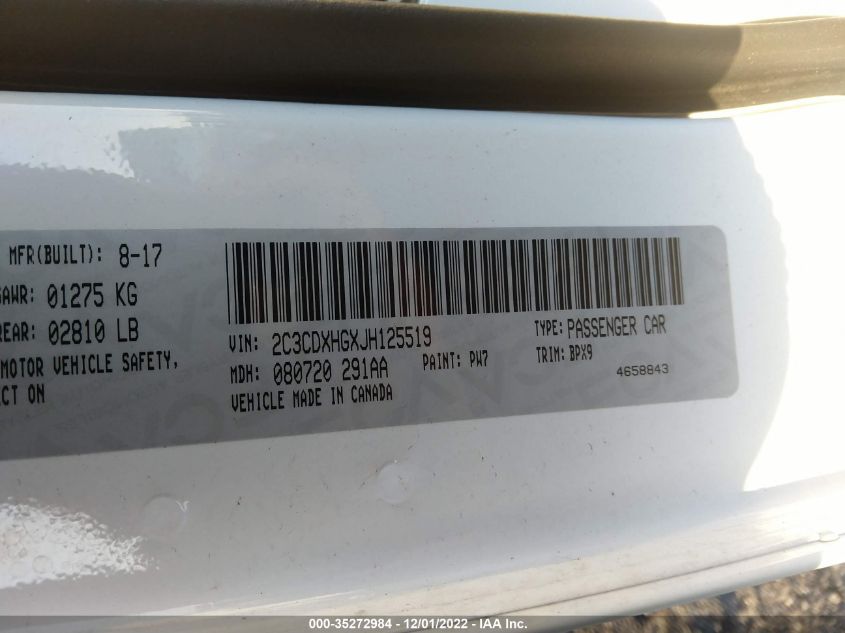 MFR(BUILT): 8-17
GAWR: 01275 KG
REAR: 02810 LB
MOTOR VEHICLE SAFETY,
ECT ON
VIN: 2C3CDXHGXJH125519
TYPE: PASSENGER CAR
MDH: 080720 291AA
PAINT: PW7
TRIM: BPX9
VEHICLE MADE IN CANADA
4658843
000-35272984 - 12/01/2022 - IAA Inc.